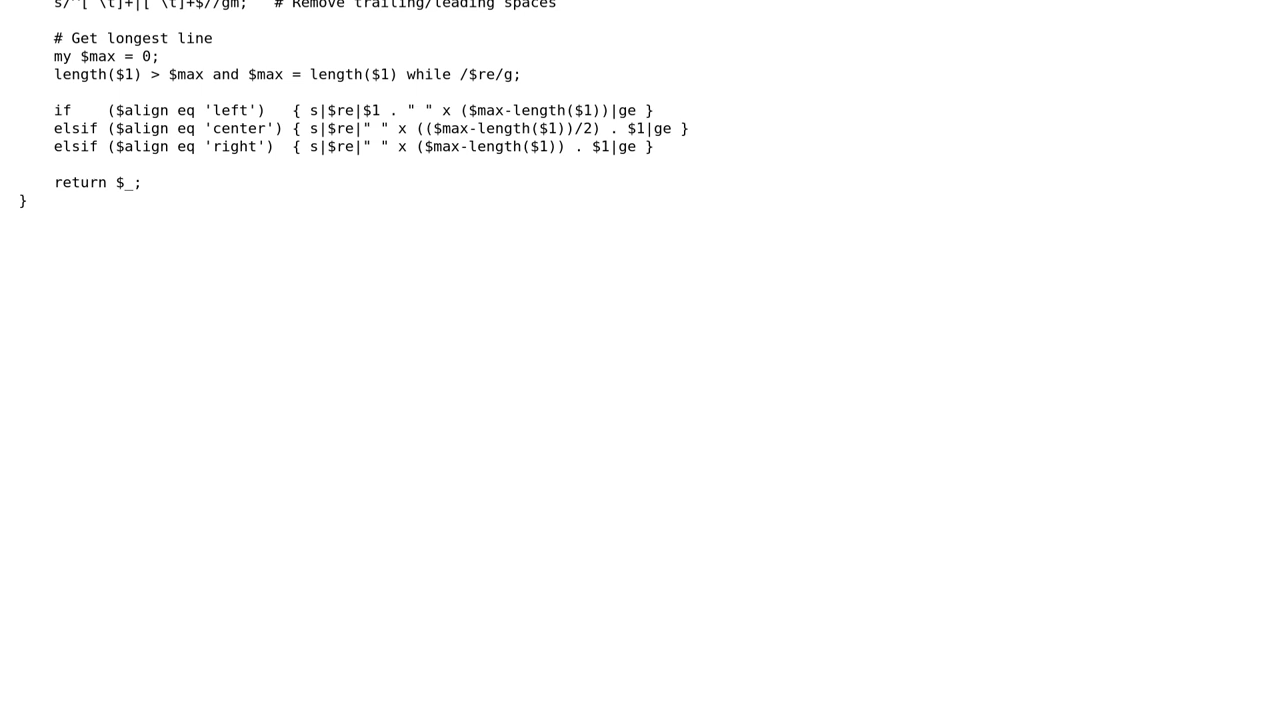 s/^[ \t]+|[ \t]+$//gm;   # Remove trailing/leading spaces

    # Get longest line
    my $max = 0;
    length($1) > $max and $max = length($1) while /$re/g;

    if    ($align eq 'left')   { s|$re|$1 . " " x ($max-length($1))|ge }
    elsif ($align eq 'center') { s|$re|" " x (($max-length($1))/2) . $1|ge }
    elsif ($align eq 'right')  { s|$re|" " x ($max-length($1)) . $1|ge }

    return $_;
}